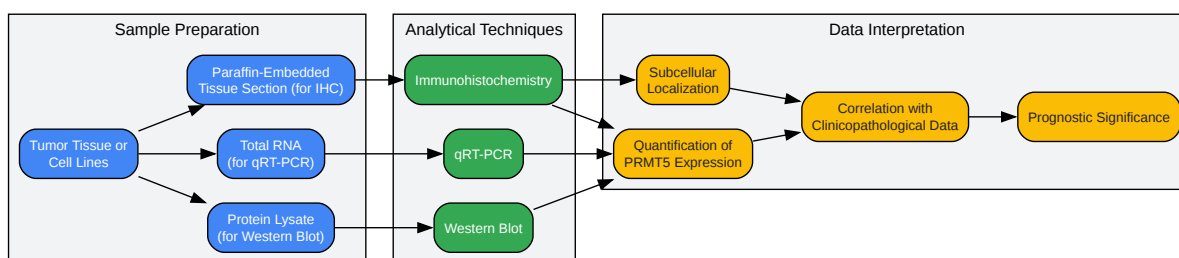 Sample Preparation
Analytical Techniques
Data Interpretation
Paraffin-Embedded
Tissue Section (for IHC)
Immunohistochemistry
Subcellular
Localization
Correlation with
Clinicopathological Data
Prognostic Significance
Tumor Tissue or
Cell Lines
Total RNA
(for qRT-PCR)
qRT-PCR
Quantification of
PRMT5 Expression
Protein Lysate
(for Western Blot)
Western Blot